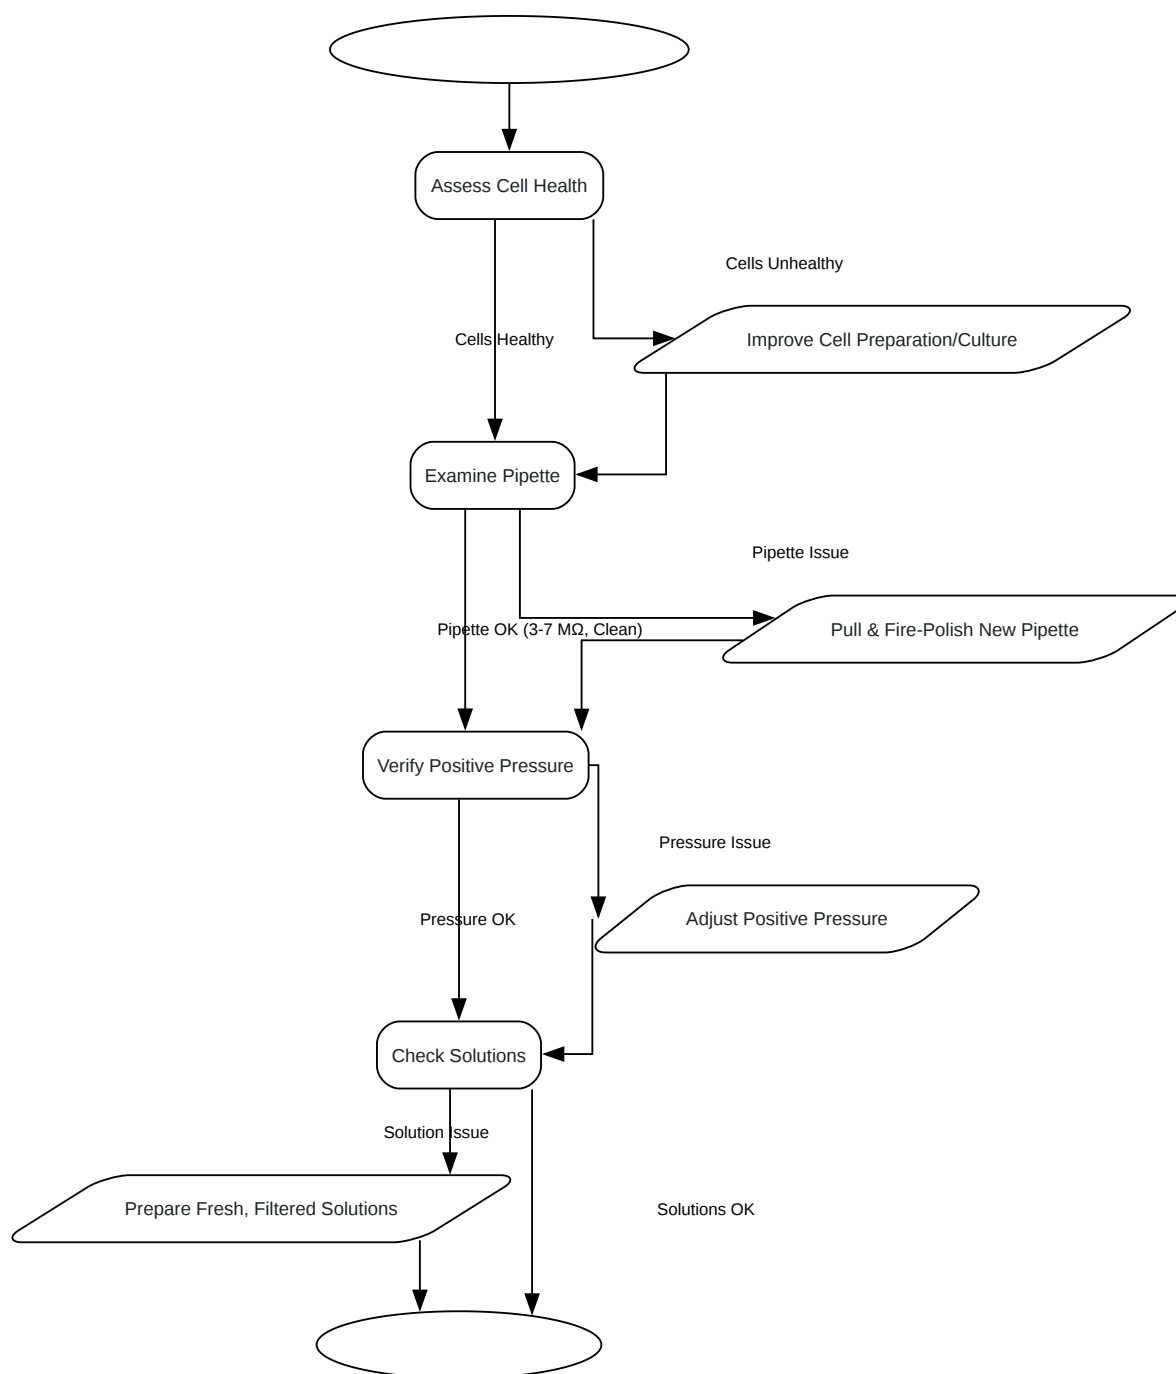 Assess Cell Health
Cells Unhealthy
Cells Healthy
Improve Cell Preparation/Culture
Examine Pipette
Pipette Issue
Pipette OK (3-7 MΩ, Clean)
Pull & Fire-Polish New Pipette
Verify Positive Pressure
Pressure Issue
Pressure OK
Adjust Positive Pressure
Check Solutions
Solution Issue
Prepare Fresh, Filtered Solutions
Solutions OK